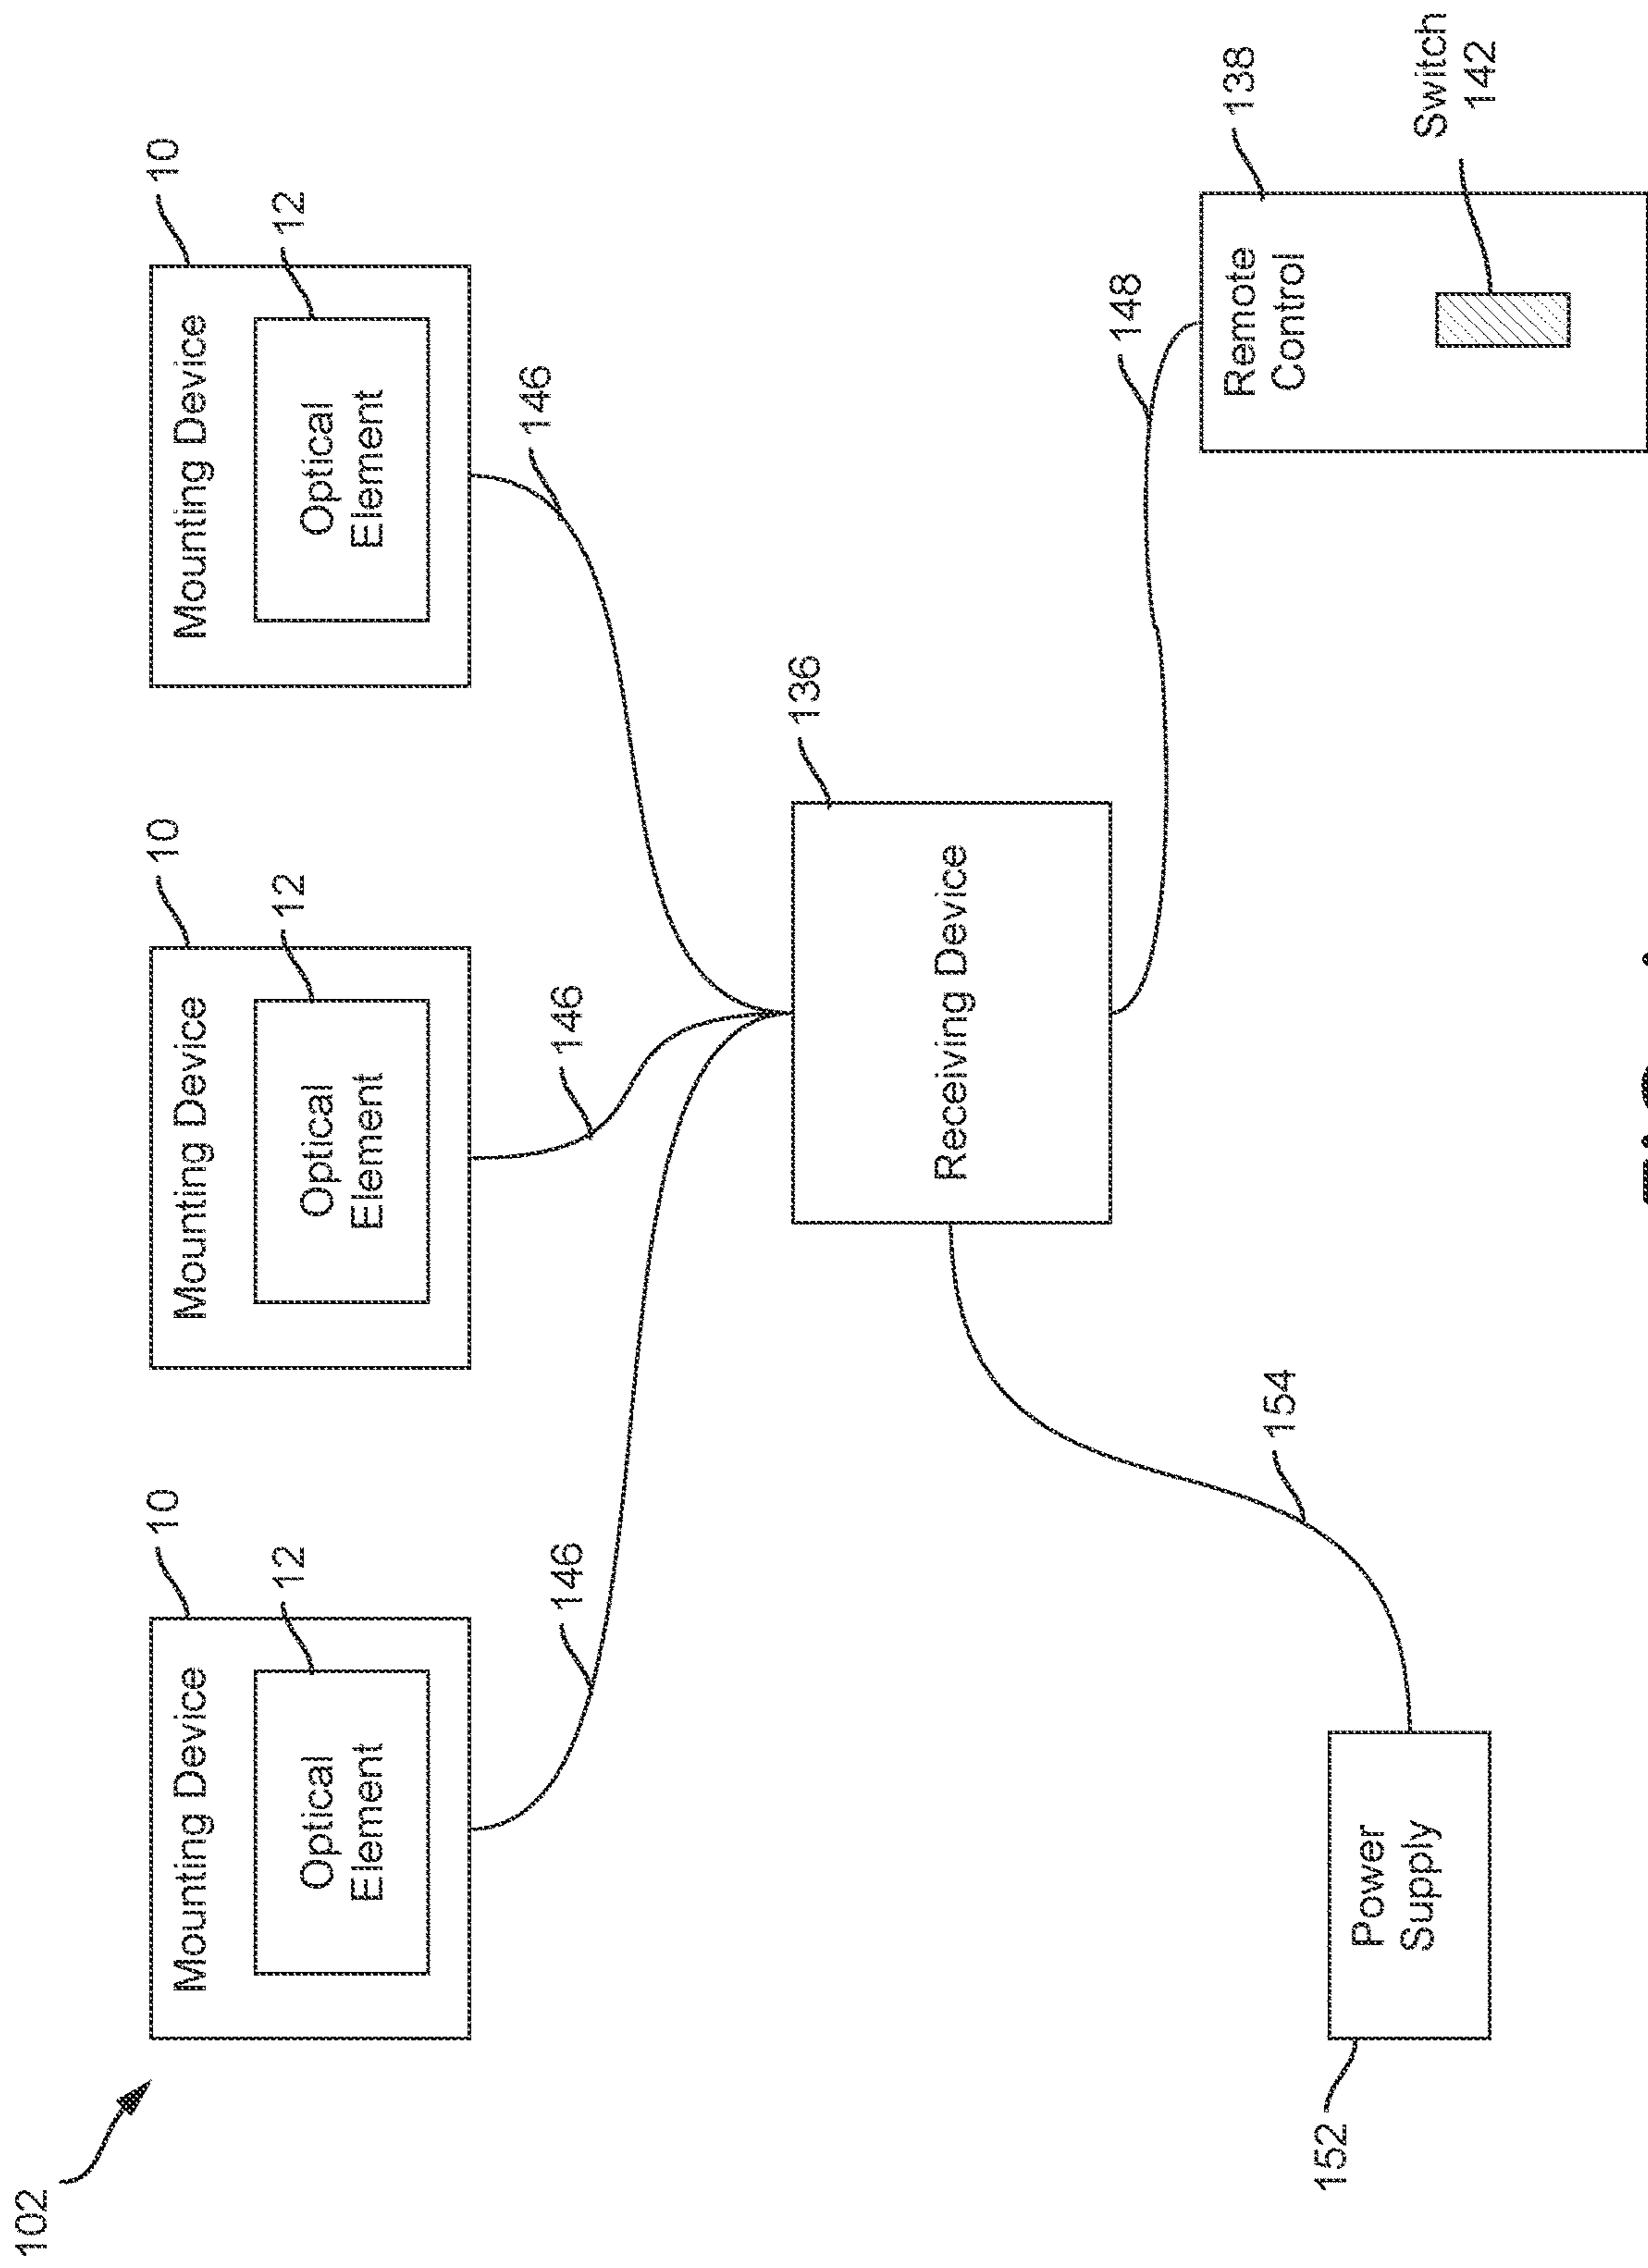 102
10
Mounting Device
12
Optical
Element
146
10
Mounting Device
12
Optical
Element
146
10
Mounting Device
12
Optical
Element
146
136
Receiving Device
154
152
Power
Supply
148
138
Remote
Control
Switch
142